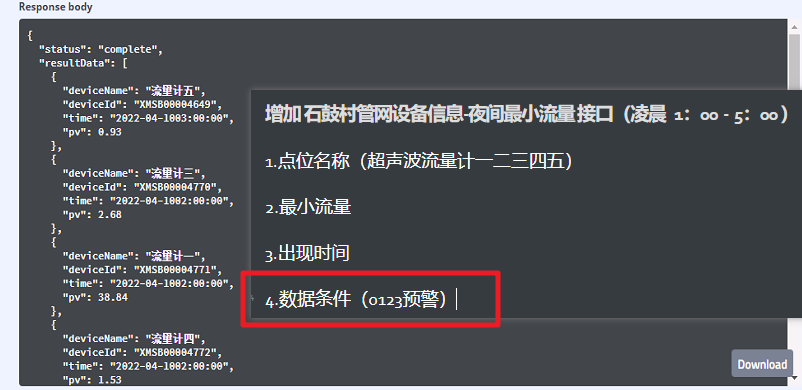 Response body
{
"status": "complete",
"resultData": [
{
"deviceName": "流量计五",
"deviceId": "XMSB00004649",
"time": "2022-04-1003:00:00",
"pv": 0.93
},
{
"deviceName": "流量计三",
"deviceId": "XMSB00004770",
"time": "2022-04-1002:00:00",
"pv": 2.68
},
{
"deviceName": "流量计一",
"deviceId": "XMSB00004771",
"time": "2022-04-1002:00:00",
"pv": 38.84
},
{
"deviceName": "流量计四",
"deviceId": "XMSB00004772",
"time": "2022-04-1002:00:00",
"pv": 1.53
增加 石鼓村管网设备信息-夜间最小流量 接口（凌晨 1：00 - 5：00 ）
1.点位名称（超声波流量计一二三四五）
2.最小流量
3.出现时间
4.数据条件（0123预警）
Download